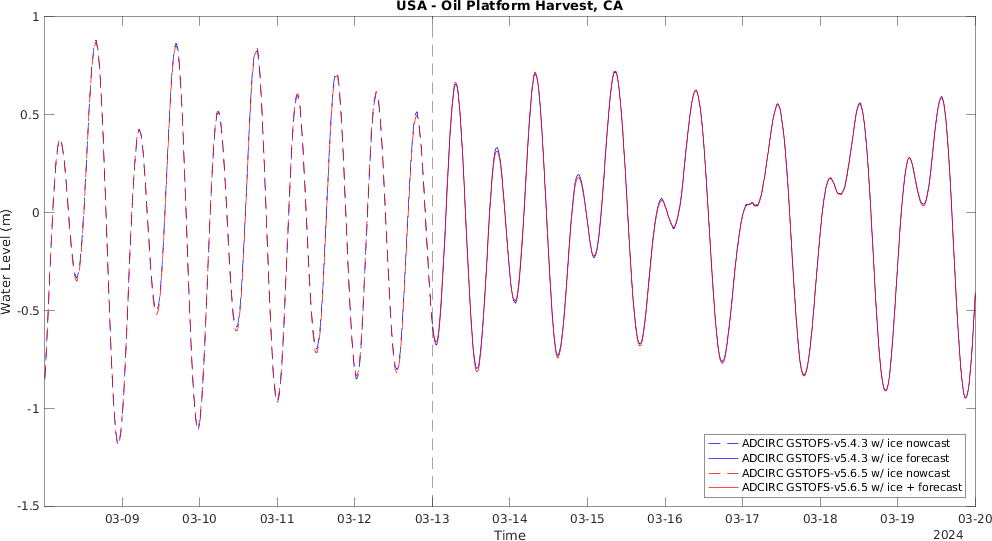 USA - Oil Platform Harvest, CA
1
0.5
0
-0.5
-1
-1.5
Water Level (m)
03-09 03-10 03-11 03-12 03-13 03-14 03-15 03-16 03-17 03-18 03-19 03-20
Time
2024
ADCIRC GSTOFS-v5.4.3 w/ ice nowcast
ADCIRC GSTOFS-v5.4.3 w/ ice forecast
ADCIRC GSTOFS-v5.6.5 w/ ice nowcast
ADCIRC GSTOFS-v5.6.5 w/ ice + forecast